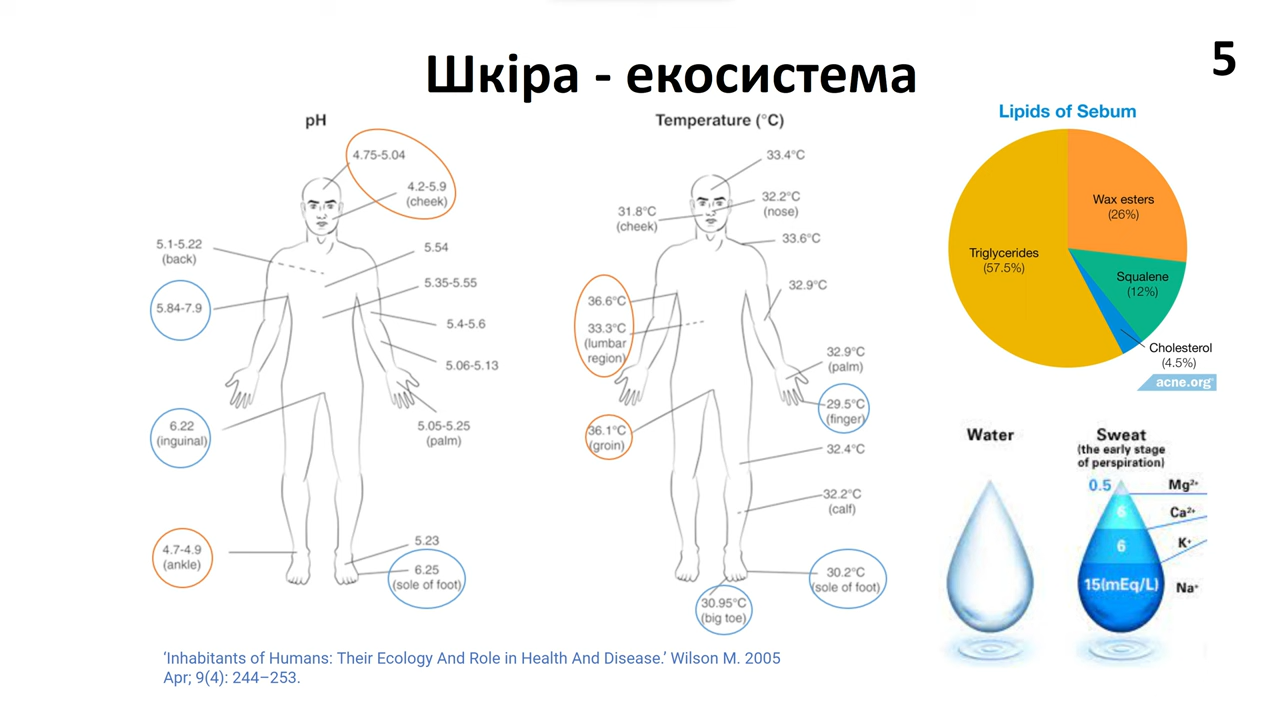 5
Шкіра - екосистема
pH
4.75-5.04
4.2-5.9
(cheek)
5.1-5.22
(back)
5.54
5.35-5.55
5.84-7.9
5.4-5.6
5.06-5.13
6.22
(inguinal)
5.05-5.25
(palm)
4.7-4.9
(ankle)
5.23
6.25
(sole of foot)
Temperature (°C)
33.4°C
32.2°C
(nose)
31.8°C
(cheek)
33.6°C
32.9°C
36.6°C
33.3°C
(lumbar
region)
32.9°C
(palm)
29.5°C
(finger)
36.1°C
(groin)
32.4°C
32.2°C
(calf)
30.2°C
(sole of foot)
30.95°C
(big toe)
Lipids of Sebum
Wax esters
(26%)
Triglycerides
(57.5%)
Squalene
(12%)
Cholesterol
(4.5%)
acne.org
Water
Sweat
(the early stage
of perspiration)
0.5
Mg²⁺
6
Ca²⁺
6
K⁺
15(mEq/L)
Na⁺
‘Inhabitants of Humans: Their Ecology And Role in Health And Disease.’ Wilson M. 2005
Apr; 9(4): 244–253.